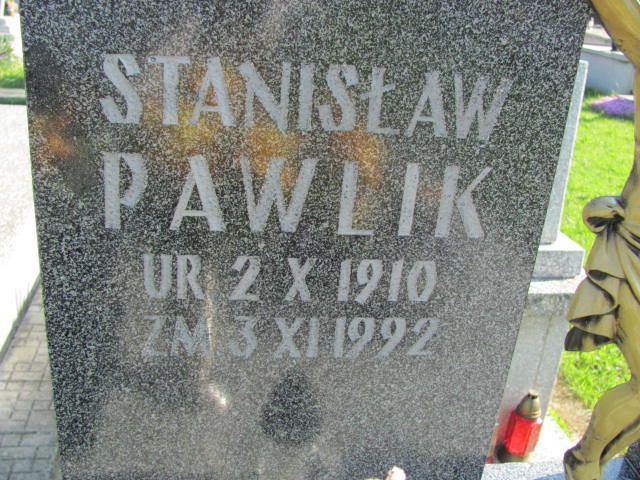 STANISŁAW
PAWLIK
UR 2 X 1910
ZM. 3 XI 1992